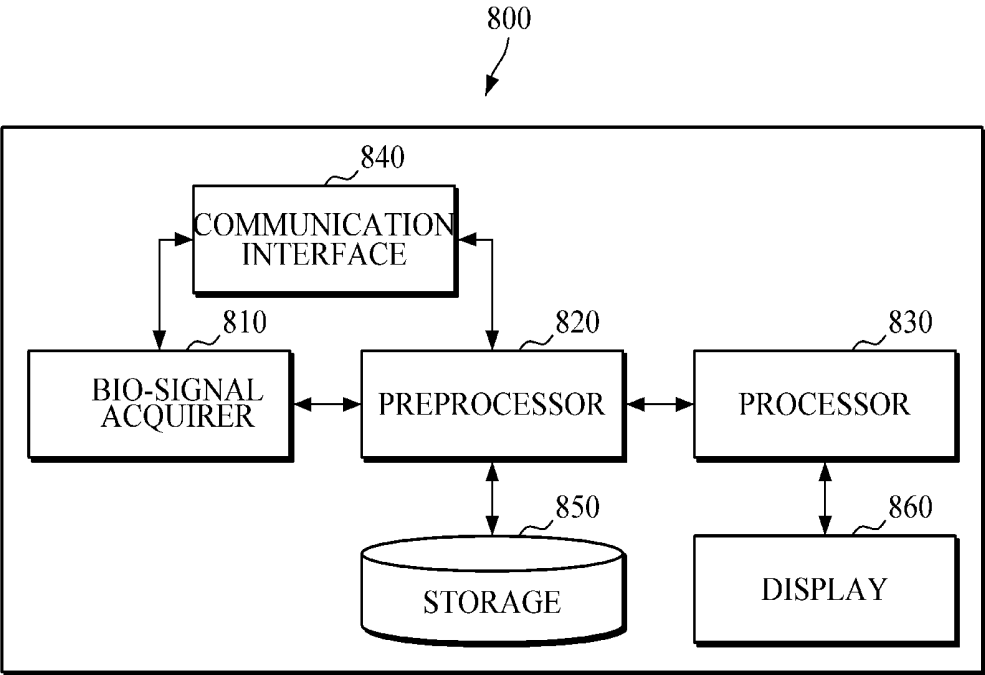 800
840
COMMUNICATION
INTERFACE
810
820
830
BIO-SIGNAL
ACQUIRER
PREPROCESSOR
PROCESSOR
850
860
STORAGE
DISPLAY